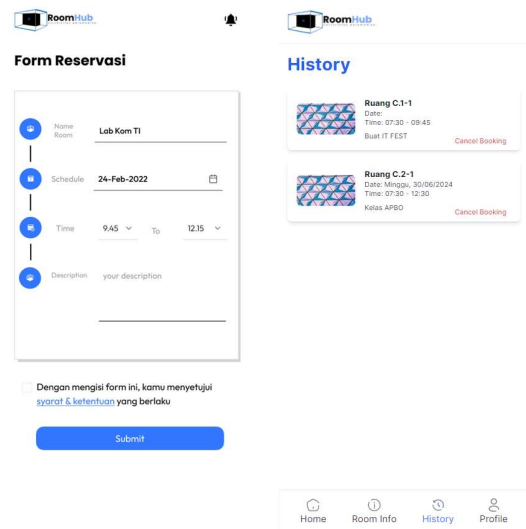 RoomHub
Form Reservasi
Name
Room
Lab Kom TI
Schedule
24-Feb-2022
Time
9.45
To
12.15
Description
your description
Dengan mengisi form ini, kamu menyetujui
syarat & ketentuan yang berlaku
Submit
RoomHub
History
Ruang C.1-1
Date:
Time: 07:30 - 09:45
Buat IT FEST
Cancel Booking
Ruang C.2-1
Date: Minggu, 30/06/2024
Time: 07:30 - 12:30
Kelas APBO
Cancel Booking
Home
Room Info
History
Profile